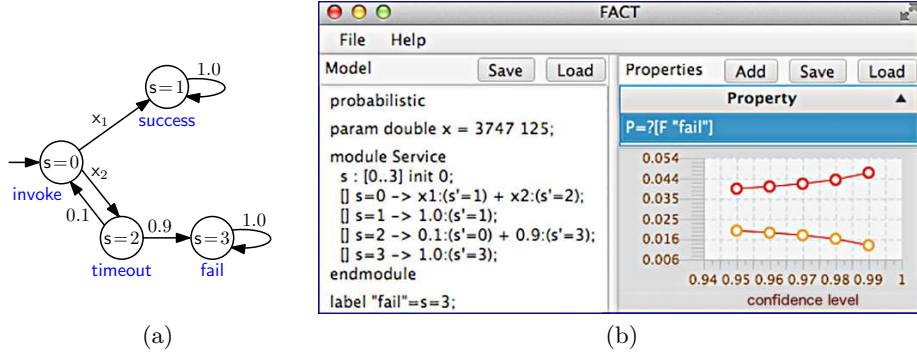 1.0
s=1
success
x1
s=0
invoke
x2
0.1
0.9
s=2
timeout
1.0
s=3
fail
(a)
FACT
File Help
Model Save Load
probabilistic
param double x = 3747 125;
module Service
s : [0..3] init 0;
[] s=0 -> x1:(s'=1) + x2:(s'=2);
[] s=1 -> 1.0:(s'=1);
[] s=2 -> 0.1:(s'=0) + 0.9:(s'=3);
[] s=3 -> 1.0:(s'=3);
endmodule
label "fail"=s=3;
Properties Add Save Load
Property ▲
P=?[F "fail"]
0.054
0.044
0.035
0.025
0.016
0.006
0.94 0.95 0.96 0.97 0.98 0.99 1
confidence level
(b)